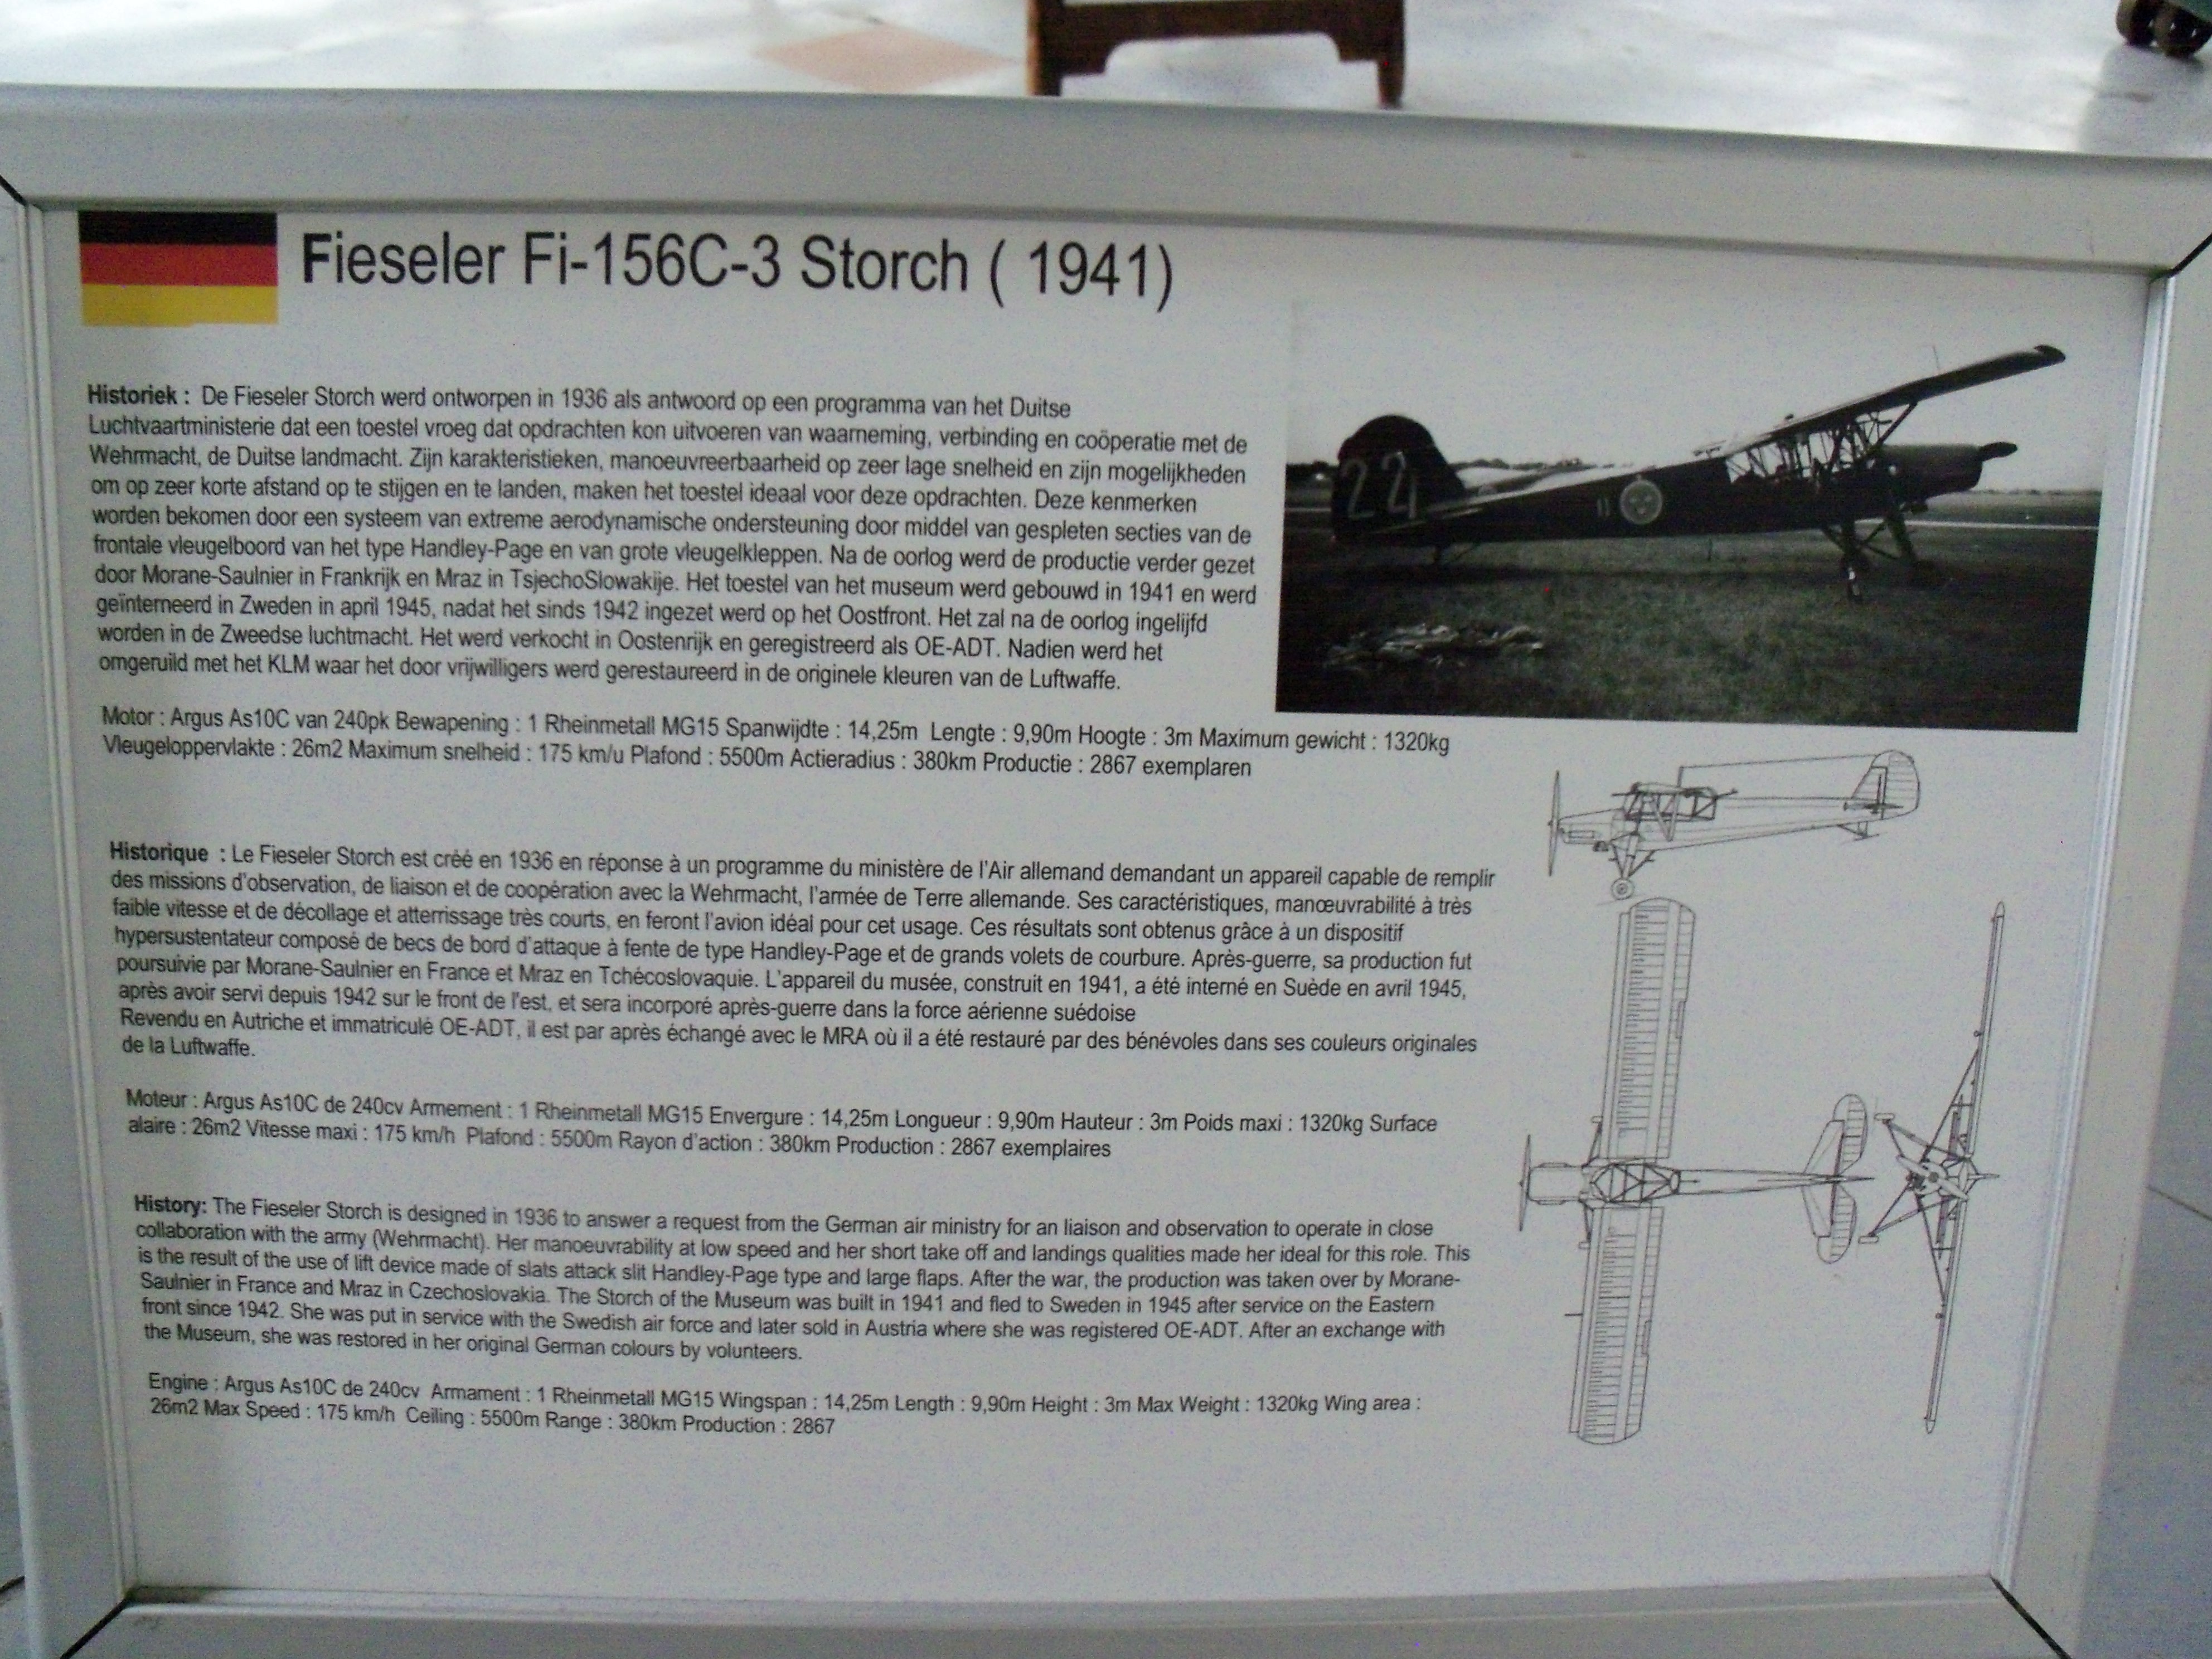 Fieseler Fi-156C-3 Storch ( 1941)
Historiek : De Fieseler Storch werd ontworpen in 1936 als antwoord op een programma van het Duitse
Luchtvaartministerie dat een toestel vroeg dat opdrachten kon uitvoeren van waarneming, verbinding en coöperatie met de
Wehrmacht, de Duitse landmacht. Zijn karakteristieken, manoeuvreerbaarheid op zeer lage snelheid en zijn mogelijkheden
om op zeer korte afstand op te stijgen en te landen, maken het toestel ideaal voor deze opdrachten. Deze kenmerken
worden bekomen door een systeem van extreme aerodynamische ondersteuning door middel van gespleten secties van de
frontale vleugelboord van het type Handley-Page en van grote vleugelkleppen. Na de oorlog werd de productie verder gezet
door Morane-Saulnier in Frankrijk en Mraz in TsjechoSlowakije. Het toestel van het museum werd gebouwd in 1941 en werd
geïnterneerd in Zweden in april 1945, nadat het sinds 1942 ingezet werd op het Oostfront. Het zal na de oorlog ingelijfd
worden in de Zweedse luchtmacht. Het werd verkocht in Oostenrijk en geregistreerd als OE-ADT. Nadien werd het
omgeruild met het KLM waar het door vrijwilligers werd gerestaureerd in de originele kleuren van de Luftwaffe.
Motor : Argus As10C van 240pk Bewapening : 1 Rheinmetall MG15 Spanwijdte : 14,25m Lengte : 9,90m Hoogte : 3m Maximum gewicht : 1320kg
Vleugeloppervlakte : 26m2 Maximum snelheid : 175 km/u Plafond : 5500m Actieradius : 380km Productie : 2867 exemplaren
22
Historique : Le Fieseler Storch est créé en 1936 en réponse à un programme du ministère de l'Air allemand demandant un appareil capable de remplir
des missions d'observation, de liaison et de coopération avec la Wehrmacht, l'armée de Terre allemande. Ses caractéristiques, manœuvrabilité à très
faible vitesse et de décollage et atterrissage très courts, en feront l'avion idéal pour cet usage. Ces résultats sont obtenus grâce à un dispositif
hypersustentateur composé de becs de bord d'attaque à fente de type Handley-Page et de grands volets de courbure. Après-guerre, sa production fut
poursuivie par Morane-Saulnier en France et Mraz en Tchécoslovaquie. L'appareil du musée, construit en 1941, a été interné en Suède en avril 1945,
après avoir servi depuis 1942 sur le front de l'est, et sera incorporé après-guerre dans la force aérienne suédoise
Revendu en Autriche et immatriculé OE-ADT, il est par après échangé avec le MRA où il a été restauré par des bénévoles dans ses couleurs originales
de la Luftwaffe.
Moteur : Argus As10C de 240cv Armement : 1 Rheinmetall MG15 Envergure : 14,25m Longueur : 9,90m Hauteur : 3m Poids maxi : 1320kg Surface
alaire : 26m2 Vitesse maxi : 175 km/h Plafond : 5500m Rayon d'action : 380km Production : 2867 exemplaires
History: The Fieseler Storch is designed in 1936 to answer a request from the German air ministry for an liaison and observation to operate in close
collaboration with the army (Wehrmacht). Her manoeuvrability at low speed and her short take off and landings qualities made her ideal for this role. This
is the result of the use of lift device made of slats attack slit Handley-Page type and large flaps. After the war, the production was taken over by Morane-
Saulnier in France and Mraz in Czechoslovakia. The Storch of the Museum was built in 1941 and fled to Sweden in 1945 after service on the Eastern
front since 1942. She was put in service with the Swedish air force and later sold in Austria where she was registered OE-ADT. After an exchange with
the Museum, she was restored in her original German colours by volunteers.
Engine : Argus As10C de 240cv Armament : 1 Rheinmetall MG15 Wingspan : 14,25m Length : 9,90m Height : 3m Max Weight : 1320kg Wing area :
26m2 Max Speed : 175 km/h Ceiling : 5500m Range : 380km Production : 2867